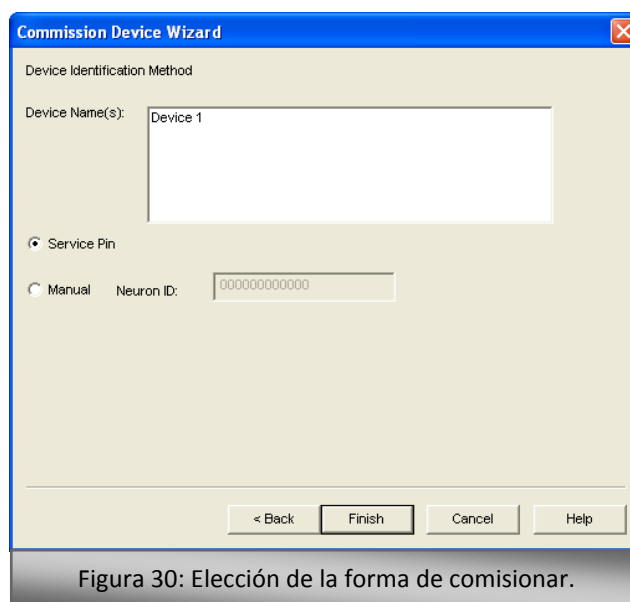 Commission Device Wizard
Device Identification Method
Device Name(s):
Device 1
Service Pin
Manual Neuron ID: 000000000000
< Back Finish Cancel Help
Figura 30: Elección de la forma de comisionar.